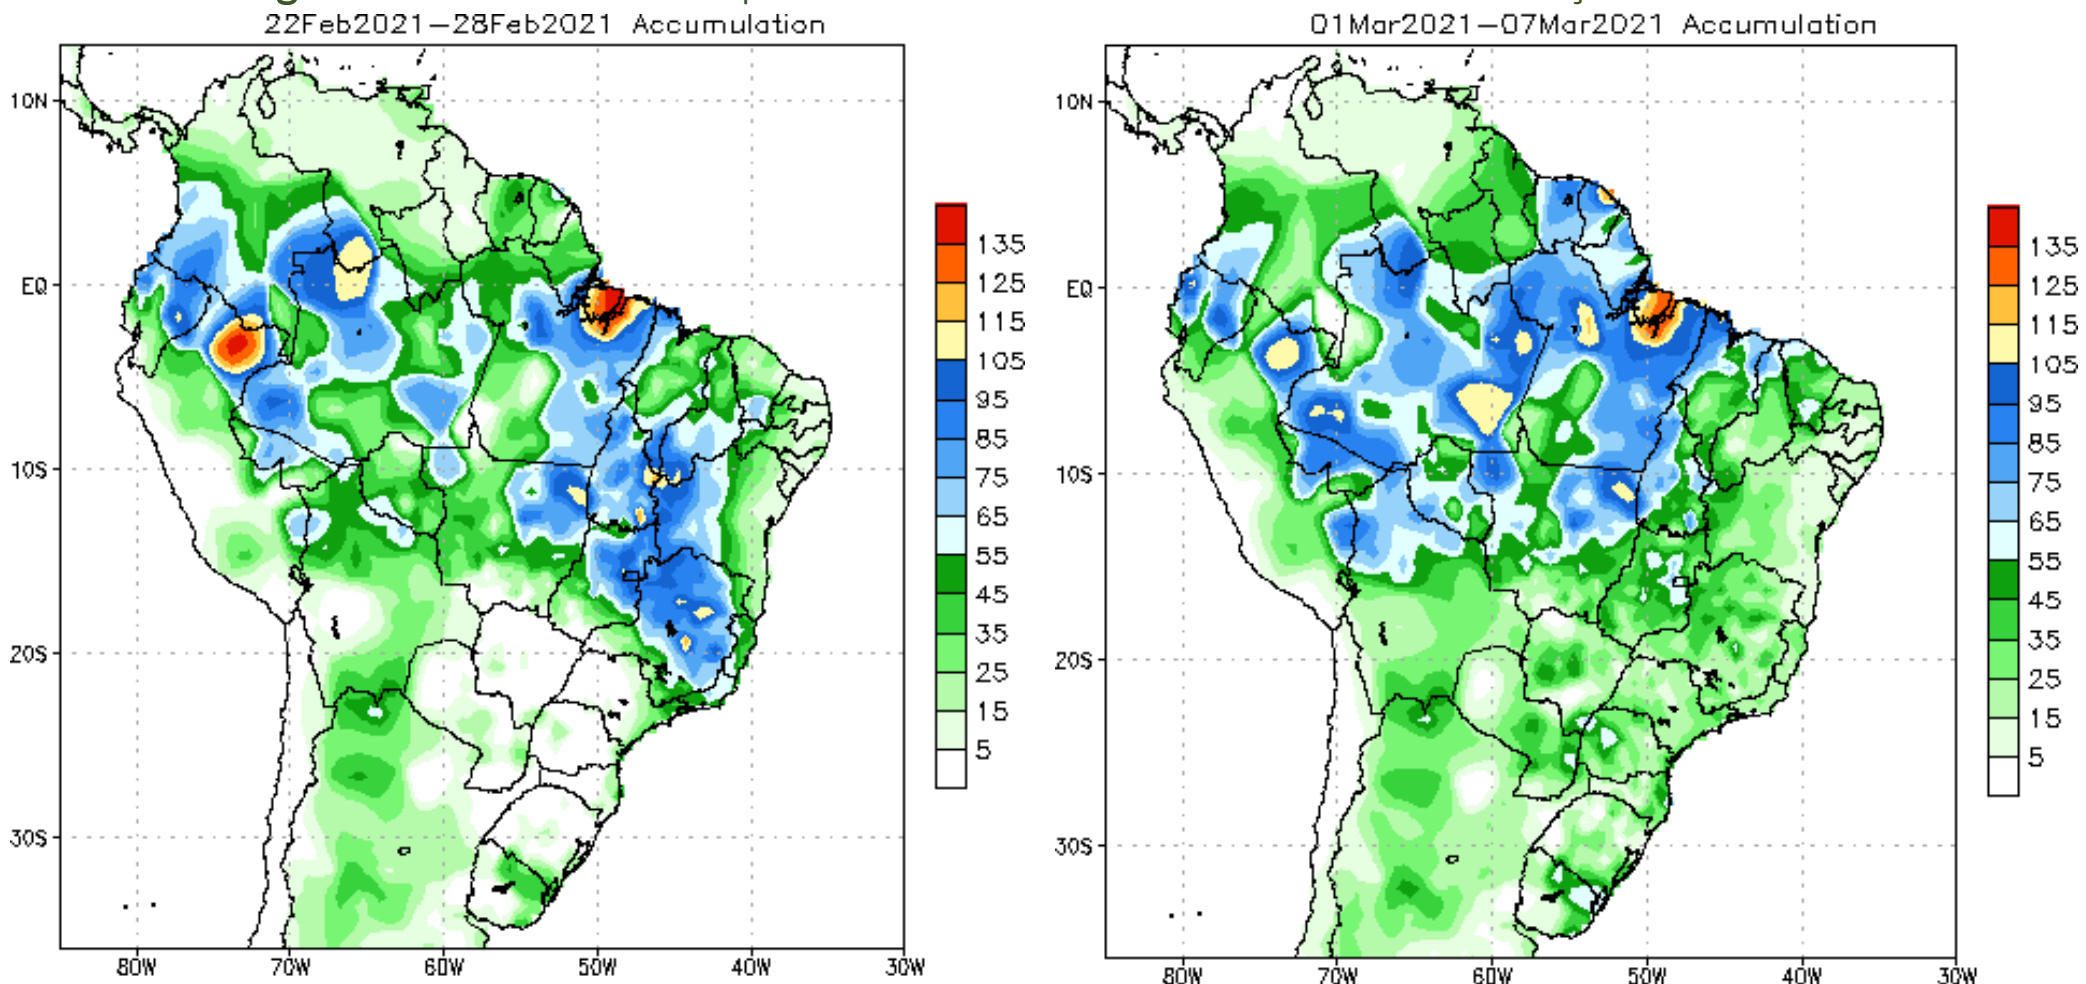 22Feb2021–28Feb2021 Accumulation
10N
EQ
10S
20S
30S
80W 70W 60W 50W 40W 30W
135
125
115
105
95
85
75
65
55
45
35
25
15
5
01Mar2021–07Mar2021 Accumulation
10N
EQ
10S
20S
30S
80W 70W 60W 50W 40W 30W
135
125
115
105
95
85
75
65
55
45
35
25
15
5